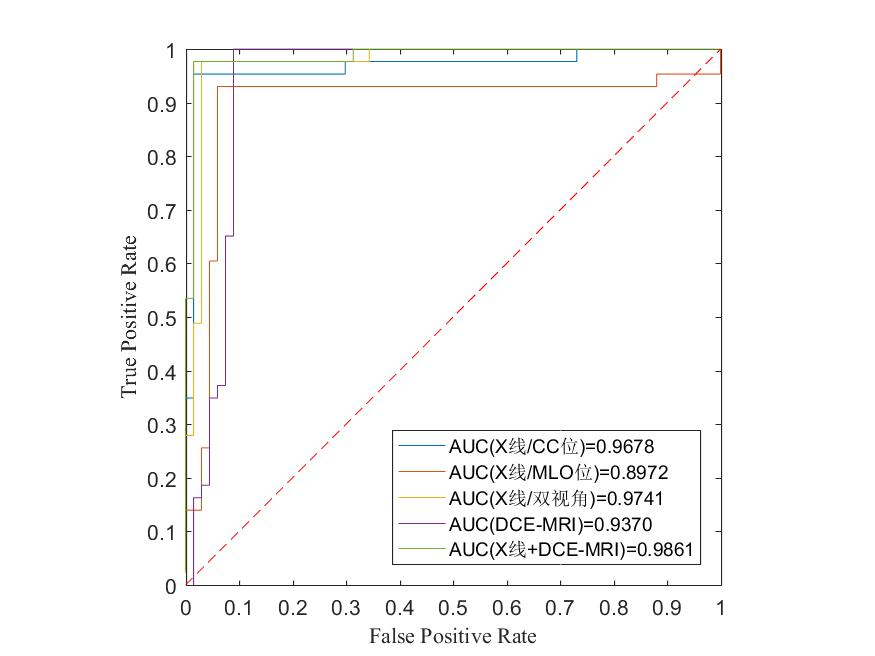 1
0.9
0.8
0.7
0.6
0.5
0.4
0.3
0.2
0.1
0
True Positive Rate
AUC(X线/CC位)=0.9678
AUC(X线/MLO位)=0.8972
AUC(X线/双视角)=0.9741
AUC(DCE-MRI)=0.9370
AUC(X线+DCE-MRI)=0.9861
0 0.1 0.2 0.3 0.4 0.5 0.6 0.7 0.8 0.9 1
False Positive Rate